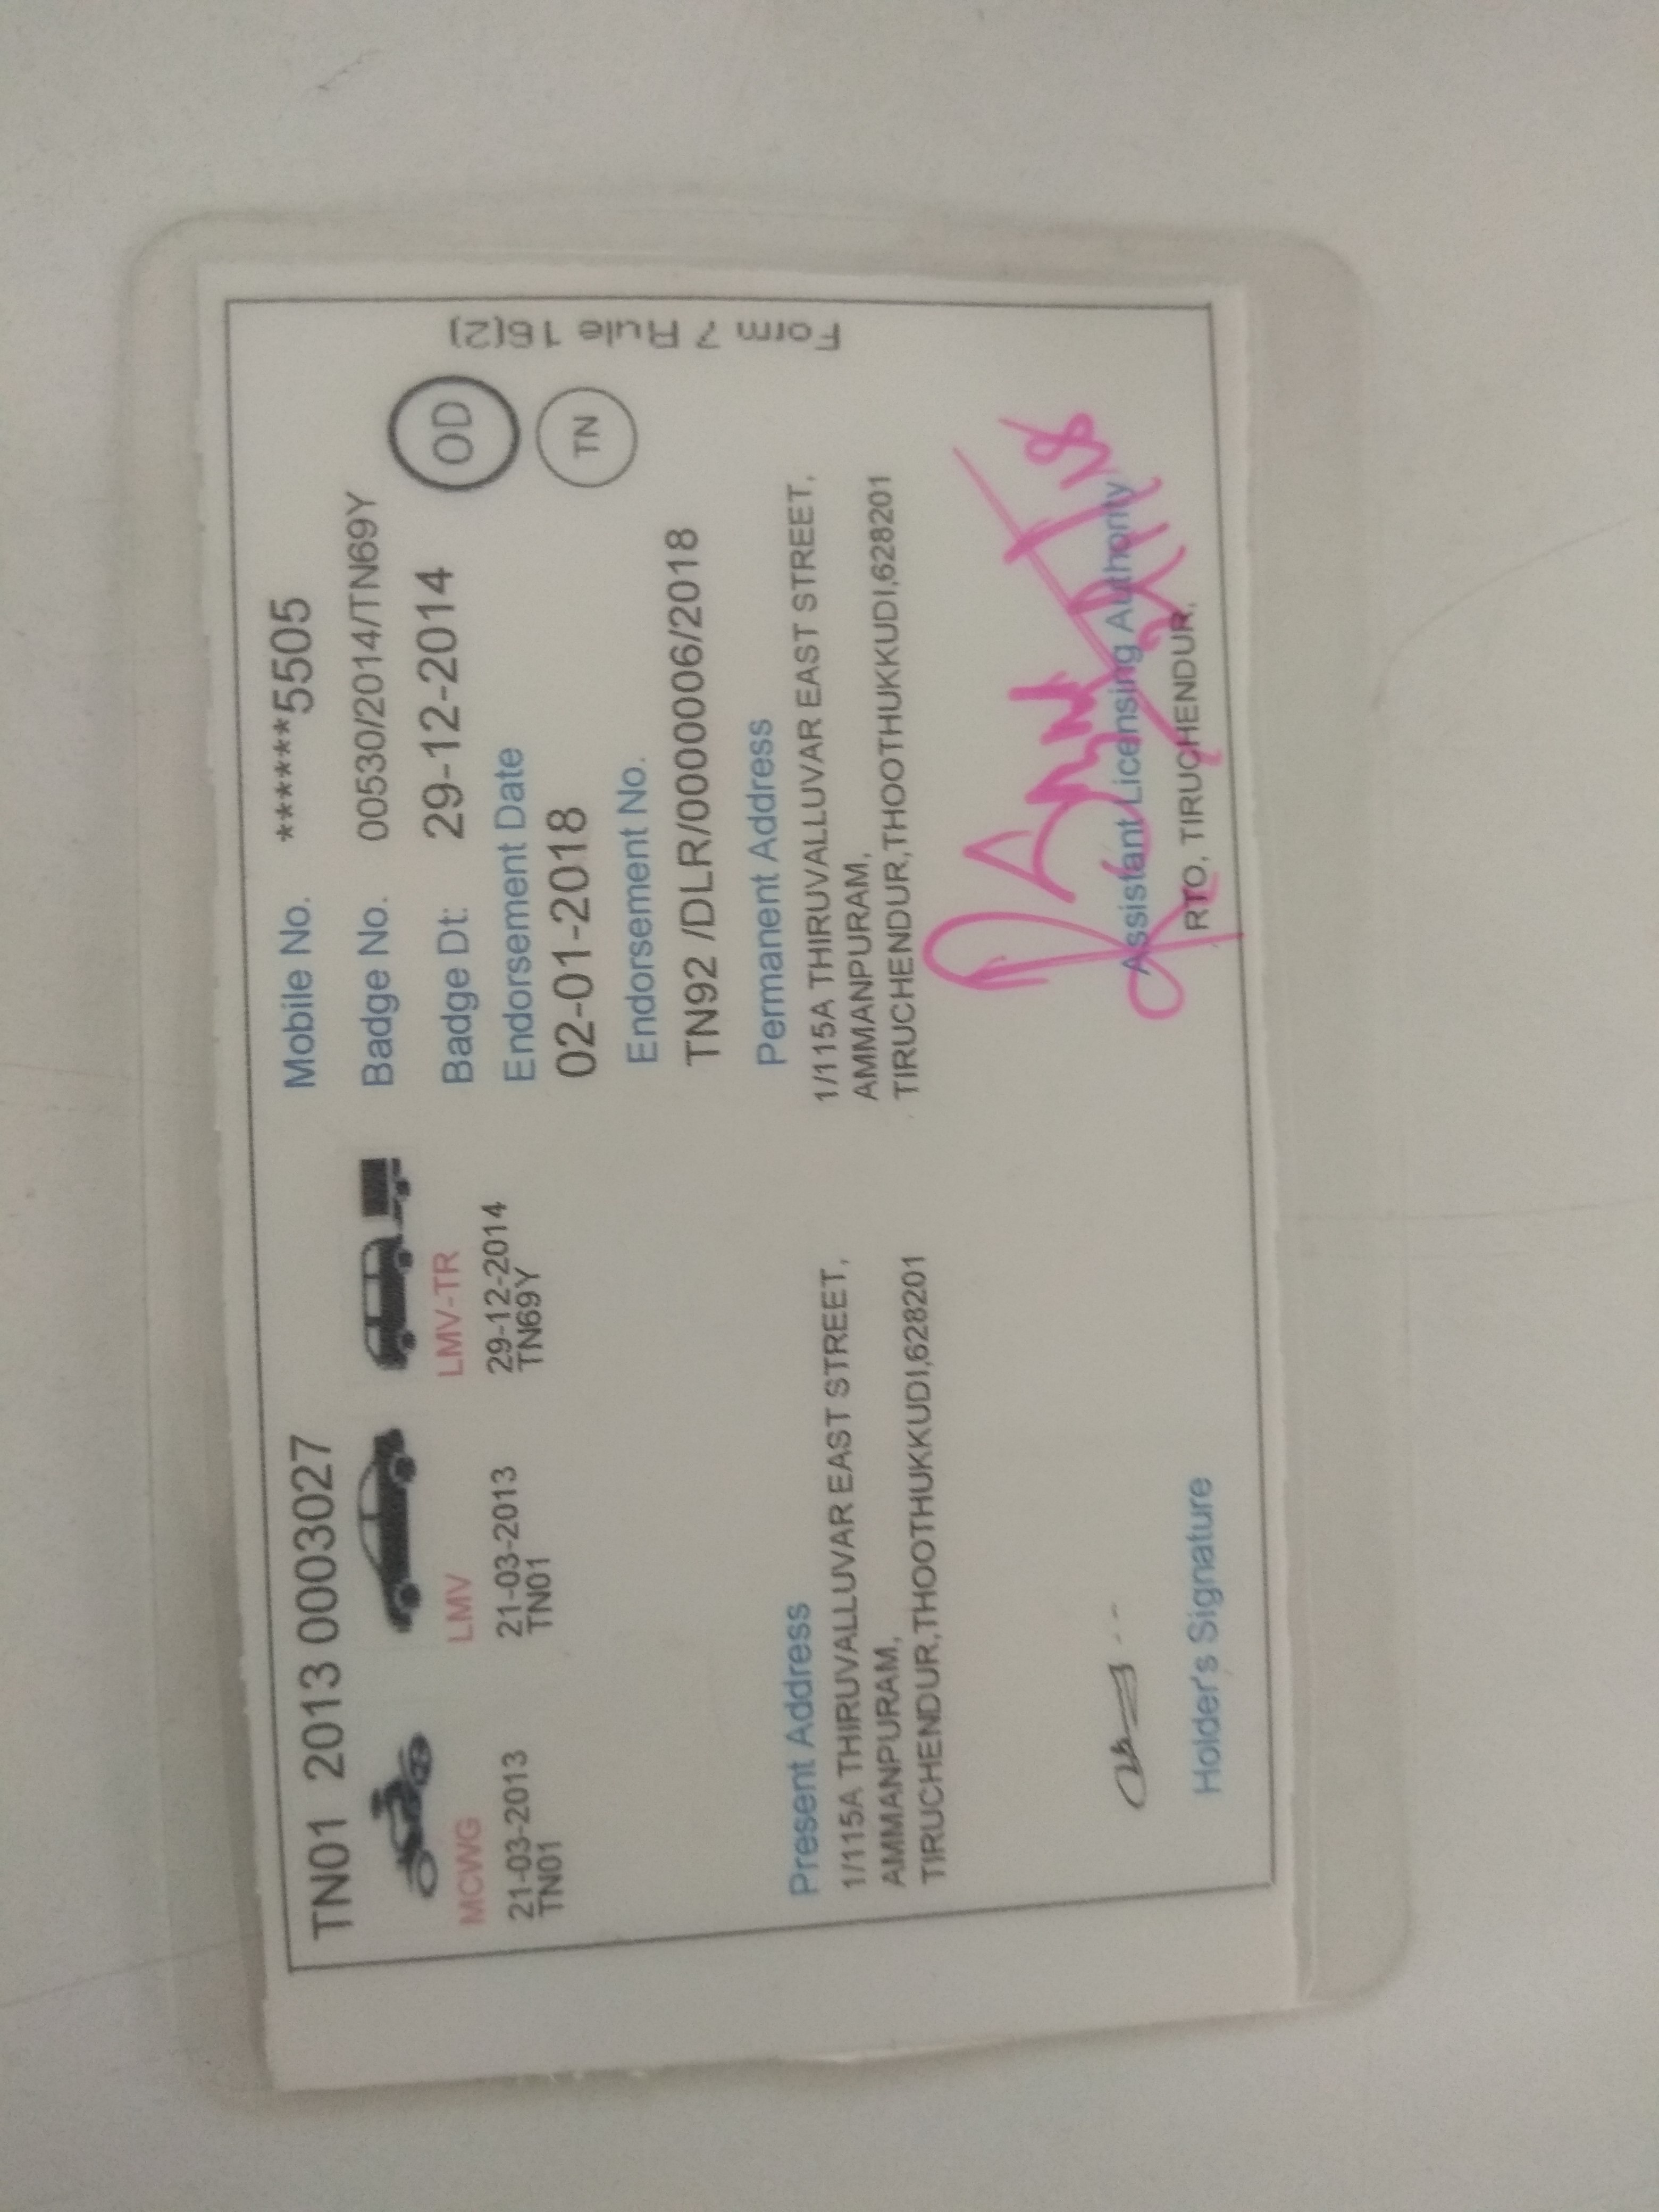 TN01 2013 0003027
MCWG
21-03-2013
TN01
LMV
21-03-2013
TN01
LMV-TR
29-12-2014
TN69Y
Mobile No. ******5505
Badge No. 00530/2014/TN69Y
Badge Dt: 29-12-2014
OD
TN
Endorsement Date
02-01-2018
Endorsement No.
TN92 /DLR/0000006/2018
Form 7 Rule 16(2)
Present Address
1/115A THIRUVALLUVAR EAST STREET,
AMMANPURAM,
TIRUCHENDUR,THOOTHUKKUDI,628201
Permanent Address
1/115A THIRUVALLUVAR EAST STREET,
AMMANPURAM,
TIRUCHENDUR,THOOTHUKKUDI,628201
Holder's Signature
Assistant Licensing Authority
RTO, TIRUCHENDUR,